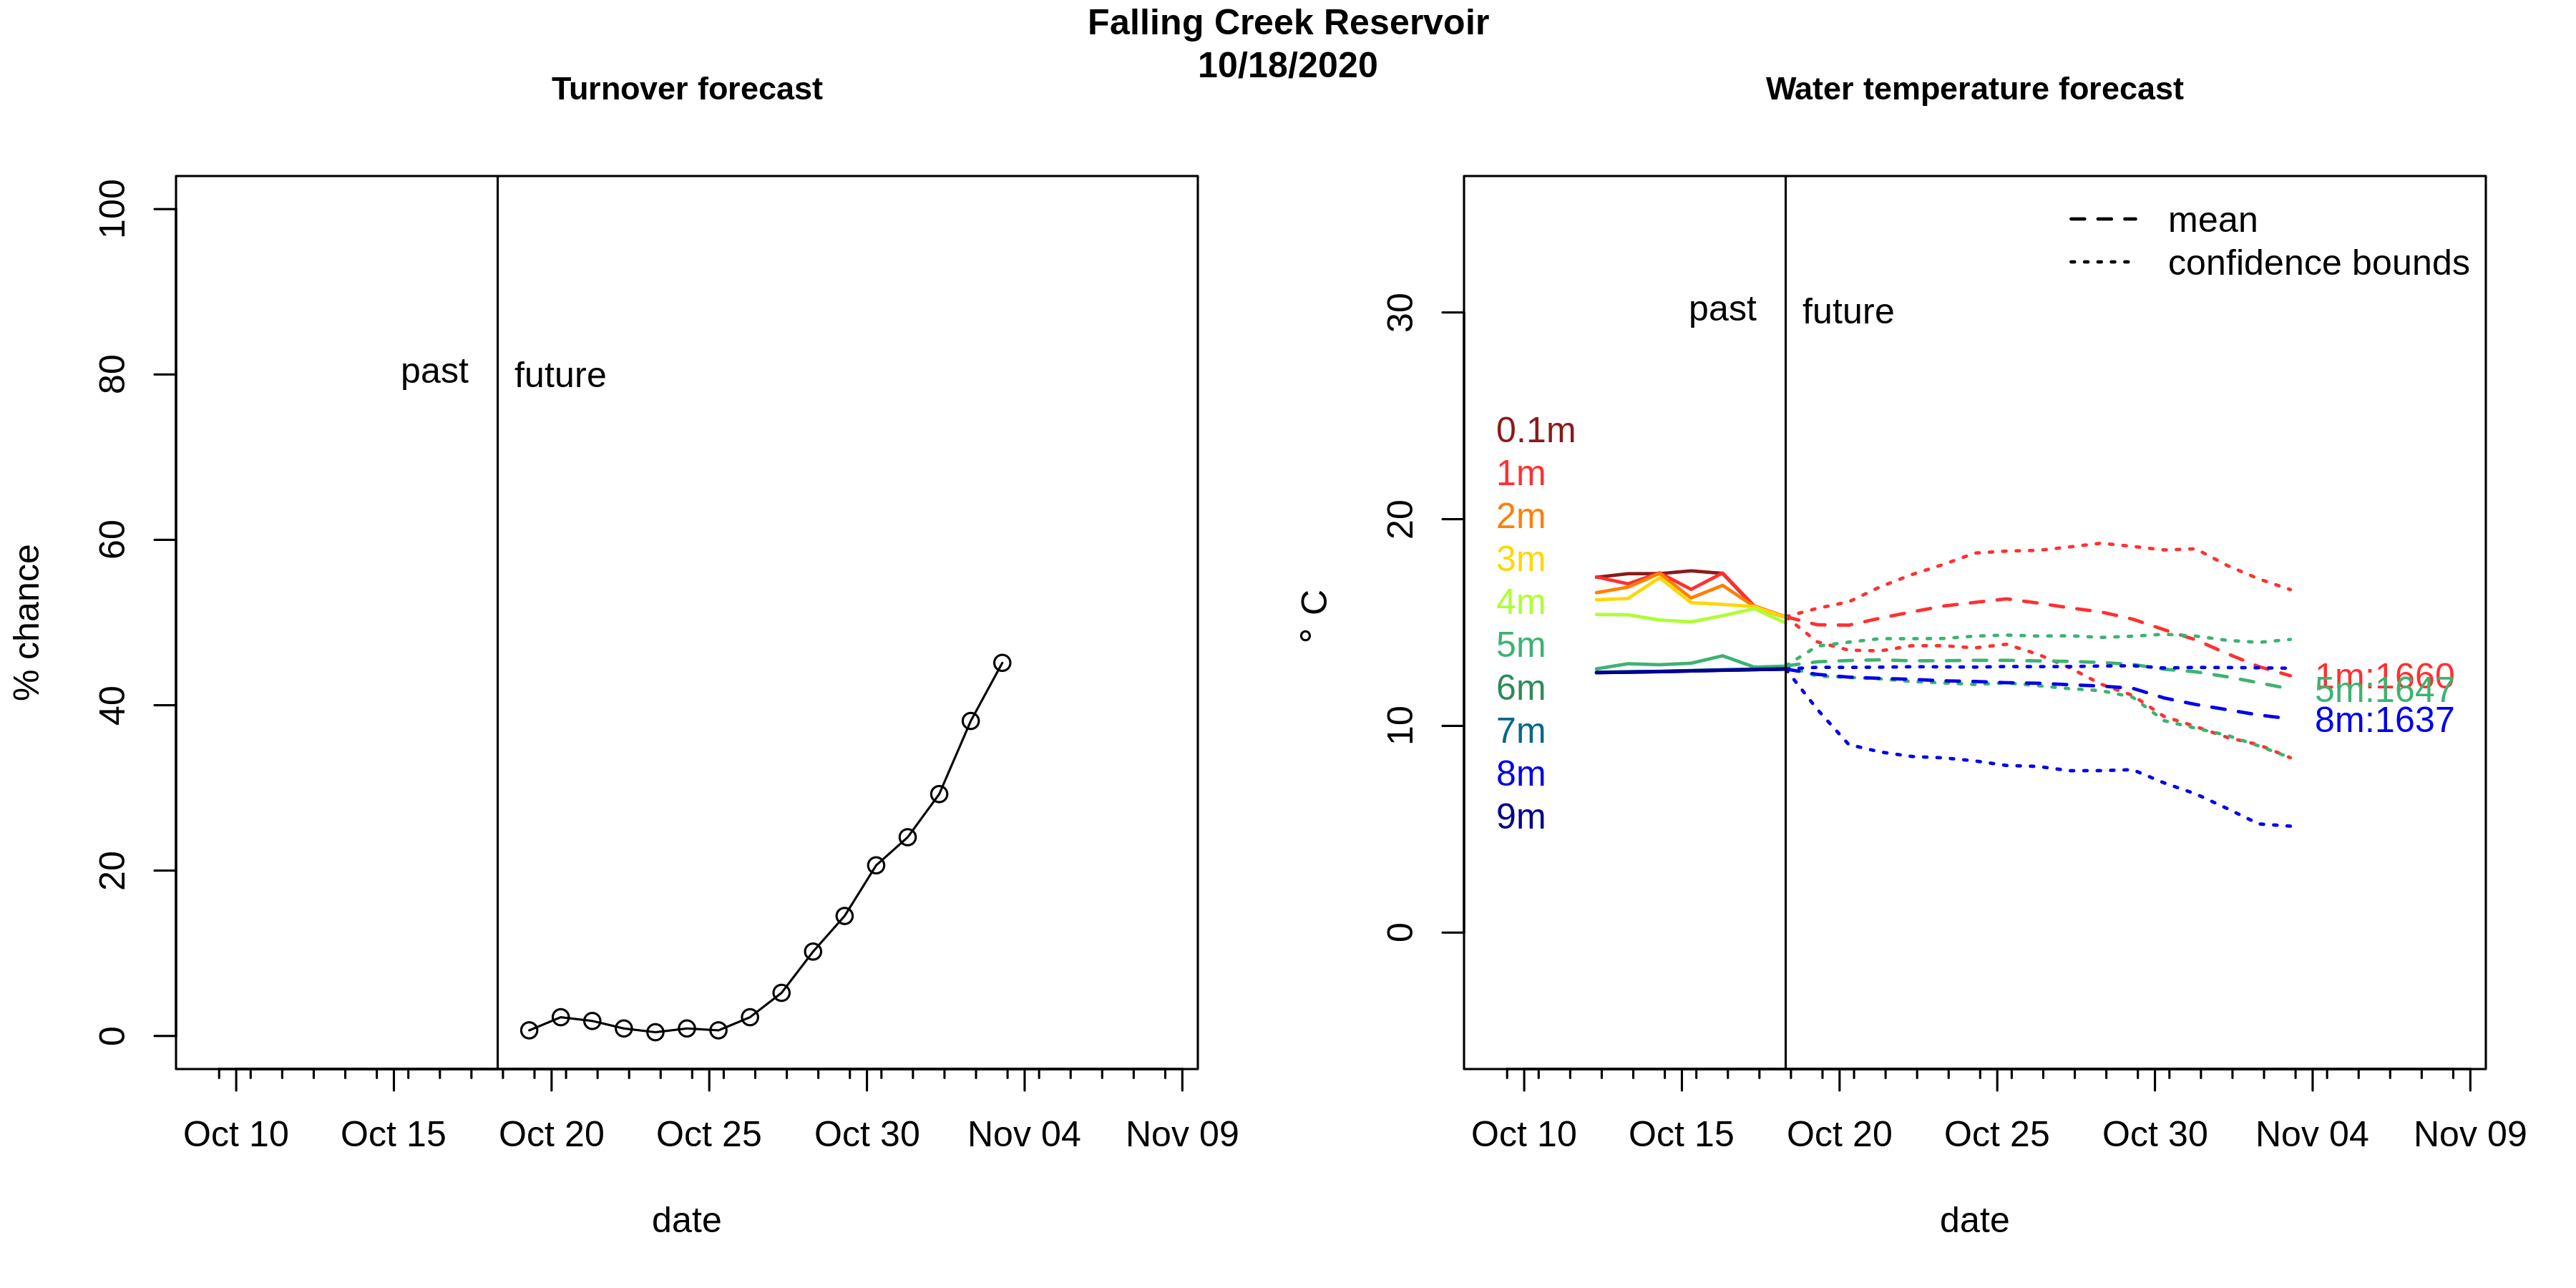 Falling Creek Reservoir
10/18/2020
Turnover forecast
100
80
60
40
20
0
% chance
past
future
Oct 10
Oct 15
Oct 20
Oct 25
Oct 30
Nov 04
Nov 09
date
Water temperature forecast
30
20
10
0
° C
past
future
mean
confidence bounds
0.1m
1m
2m
3m
4m
5m
6m
7m
8m
9m
1m:1660
5m:1647
8m:1637
Oct 10
Oct 15
Oct 20
Oct 25
Oct 30
Nov 04
Nov 09
date